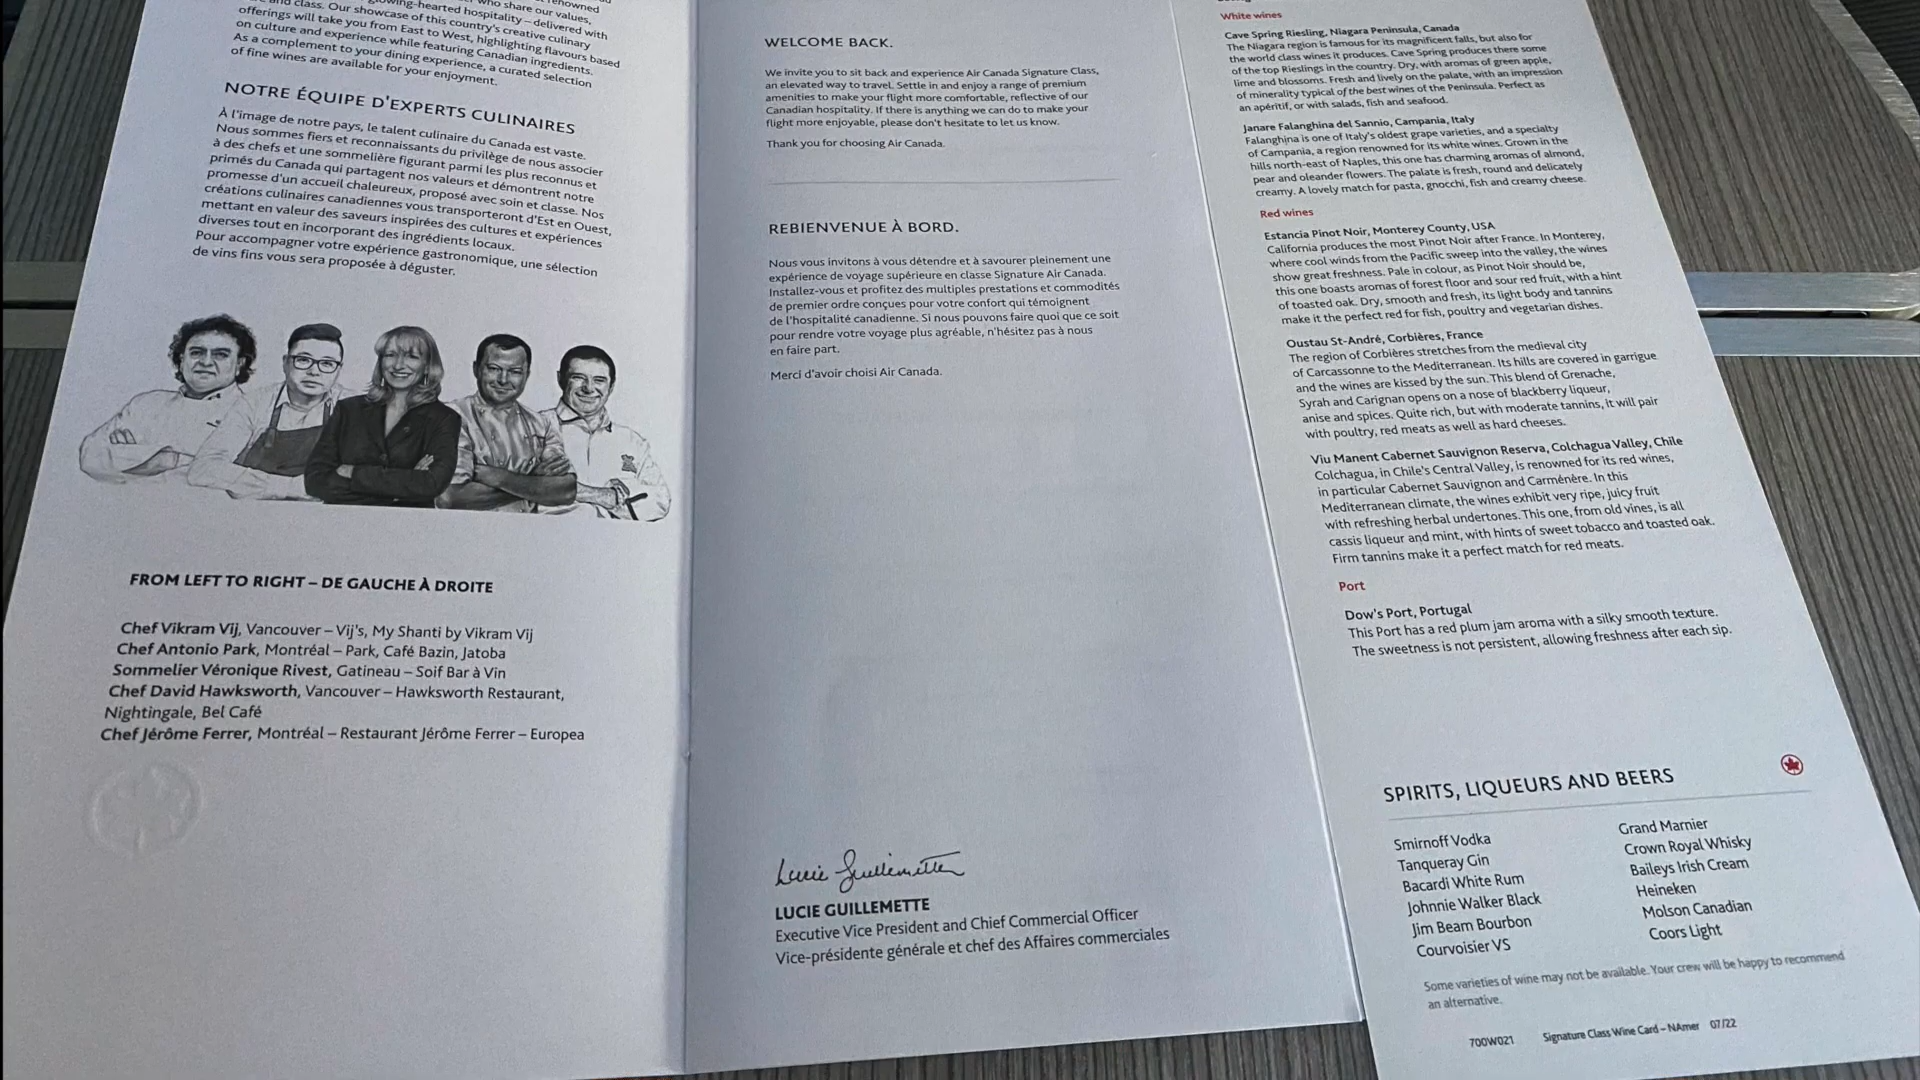 who share our values,
glowing-hearted hospitality – delivered with
and class. Our showcase of this country's creative culinary
offerings will take you from East to West, highlighting flavours based
on culture and experience while featuring Canadian ingredients.
As a complement to your dining experience, a curated selection
of fine wines are available for your enjoyment.
NOTRE ÉQUIPE D'EXPERTS CULINAIRES
À l'image de notre pays, le talent culinaire du Canada est vaste.
Nous sommes fiers et reconnaissants du privilège de nous associer
à des chefs et une sommelière figurant parmi les plus reconnus et
primés du Canada qui partagent nos valeurs et démontrent notre
promesse d'un accueil chaleureux, proposé avec soin et classe. Nos
créations culinaires canadiennes vous transporteront d'Est en Ouest,
mettant en valeur des saveurs inspirées des cultures et expériences
diverses tout en incorporant des ingrédients locaux.
Pour accompagner votre expérience gastronomique, une sélection
de vins fins vous sera proposée à déguster.
FROM LEFT TO RIGHT – DE GAUCHE À DROITE
Chef Vikram Vij, Vancouver – Vij's, My Shanti by Vikram Vij
Chef Antonio Park, Montréal – Park, Café Bazin, Jatoba
Sommelier Véronique Rivest, Gatineau – Soif Bar à Vin
Chef David Hawksworth, Vancouver – Hawksworth Restaurant,
Nightingale, Bel Café
Chef Jérôme Ferrer, Montréal – Restaurant Jérôme Ferrer – Europea
WELCOME BACK.
We invite you to sit back and experience Air Canada Signature Class,
an elevated way to travel. Settle in and enjoy a range of premium
amenities to make your flight more comfortable, reflective of our
Canadian hospitality. If there is anything we can do to make your
flight more enjoyable, please don't hesitate to let us know.
Thank you for choosing Air Canada.
REBIENVENUE À BORD.
Nous vous invitons à vous détendre et à savourer pleinement une
expérience de voyage supérieure en classe Signature Air Canada.
Installez-vous et profitez des multiples prestations et commodités
de premier ordre conçues pour votre confort qui témoignent
de l'hospitalité canadienne. Si nous pouvons faire quoi que ce soit
pour rendre votre voyage plus agréable, n'hésitez pas à nous
en faire part.
Merci d'avoir choisi Air Canada.
Lucie Guillemette
LUCIE GUILLEMETTE
Executive Vice President and Chief Commercial Officer
Vice-présidente générale et chef des Affaires commerciales
White wines
Cave Spring Riesling, Niagara Peninsula, Canada
The Niagara region is famous for its magnificent falls, but also for
the world class wines it produces. Cave Spring produces there some
of the top Rieslings in the country. Dry, with aromas of green apple,
lime and blossoms. Fresh and lively on the palate, with an impression
of minerality typical of the best wines of the Peninsula. Perfect as
an apéritif, or with salads, fish and seafood.
Janare Falanghina del Sannio, Campania, Italy
Falanghina is one of Italy's oldest grape varieties, and a specialty
of Campania, a region renowned for its white wines. Grown in the
hills north-east of Naples, this one has charming aromas of almond,
pear and oleander flowers. The palate is fresh, round and delicately
creamy. A lovely match for pasta, gnocchi, fish and creamy cheese.
Red wines
Estancia Pinot Noir, Monterey County, USA
California produces the most Pinot Noir after France. In Monterey,
where cool winds from the Pacific sweep into the valley, the wines
show great freshness. Pale in colour, as Pinot Noir should be,
this one boasts aromas of forest floor and sour red fruit, with a hint
of toasted oak. Dry, smooth and fresh, its light body and tannins
make it the perfect red for fish, poultry and vegetarian dishes.
Oustau St-André, Corbières, France
The region of Corbières stretches from the medieval city
of Carcassonne to the Mediterranean. Its hills are covered in garrigue
and the wines are kissed by the sun. This blend of Grenache,
Syrah and Carignan opens on a nose of blackberry liqueur,
anise and spices. Quite rich, but with moderate tannins, it will pair
with poultry, red meats as well as hard cheeses.
Viu Manent Cabernet Sauvignon Reserva, Colchagua Valley, Chile
Colchagua, in Chile's Central Valley, is renowned for its red wines,
in particular Cabernet Sauvignon and Carménère. In this
Mediterranean climate, the wines exhibit very ripe, juicy fruit
with refreshing herbal undertones. This one, from old vines, is all
cassis liqueur and mint, with hints of sweet tobacco and toasted oak.
Firm tannins make it a perfect match for red meats.
Port
Dow's Port, Portugal
This Port has a red plum jam aroma with a silky smooth texture.
The sweetness is not persistent, allowing freshness after each sip.
SPIRITS, LIQUEURS AND BEERS
Smirnoff Vodka
Tanqueray Gin
Bacardi White Rum
Johnnie Walker Black
Jim Beam Bourbon
Courvoisier VS
Grand Marnier
Crown Royal Whisky
Baileys Irish Cream
Heineken
Molson Canadian
Coors Light
Some varieties of wine may not be available. Your crew will be happy to recommend
an alternative.
700W021 Signature Class Wine Card – NAmer 07/22